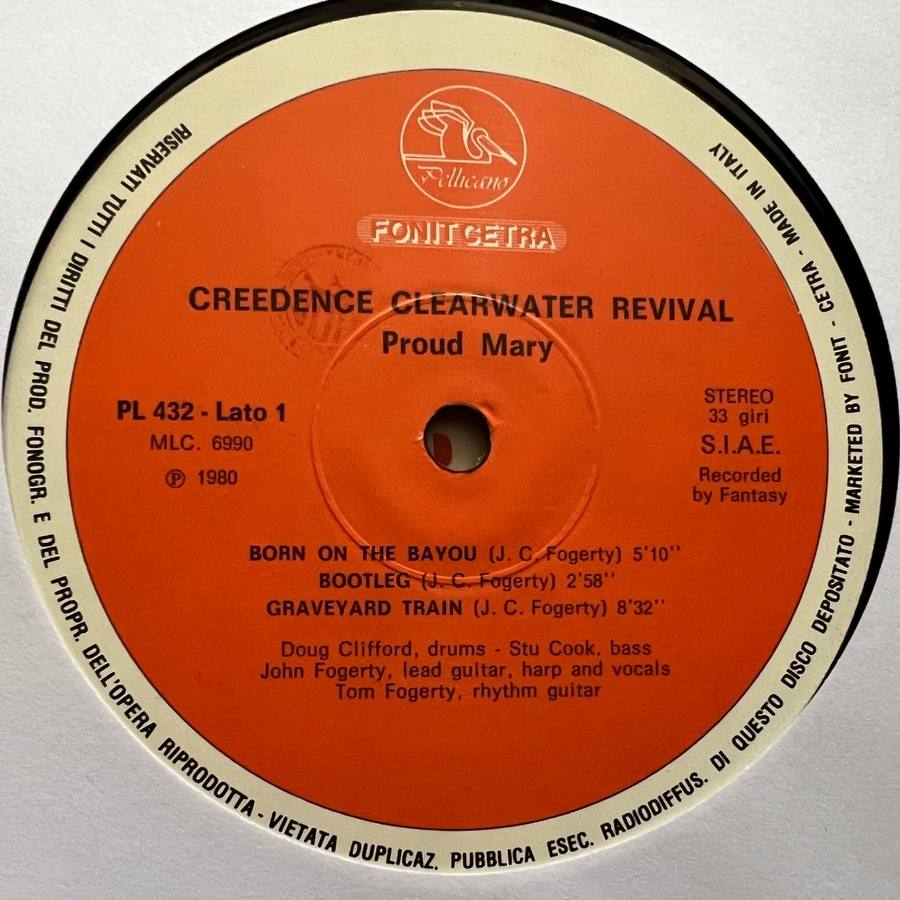 Pellicano
FONIT CETRA
CREEDENCE CLEARWATER REVIVAL
Proud Mary
PL 432 - Lato 1
MLC. 6990
℗ 1980
STEREO
33 giri
S.I.A.E.
Recorded
by Fantasy
BORN ON THE BAYOU (J. C. Fogerty) 5'10''
BOOTLEG (J. C. Fogerty) 2'58''
GRAVEYARD TRAIN (J. C. Fogerty) 8'32''
Doug Clifford, drums - Stu Cook, bass
John Fogerty, lead guitar, harp and vocals
Tom Fogerty, rhythm guitar
RISERVATI TUTTI I DIRITTI DEL PROD. FONOGR. E DEL PROPR. DELL'OPERA RIPRODOTTA - VIETATA DUPLICAZ. PUBBLICA ESEC. RADIODIFFUS. DI QUESTO DISCO DEPOSITATO - MARKETED BY FONIT - CETRA - MADE IN ITALY